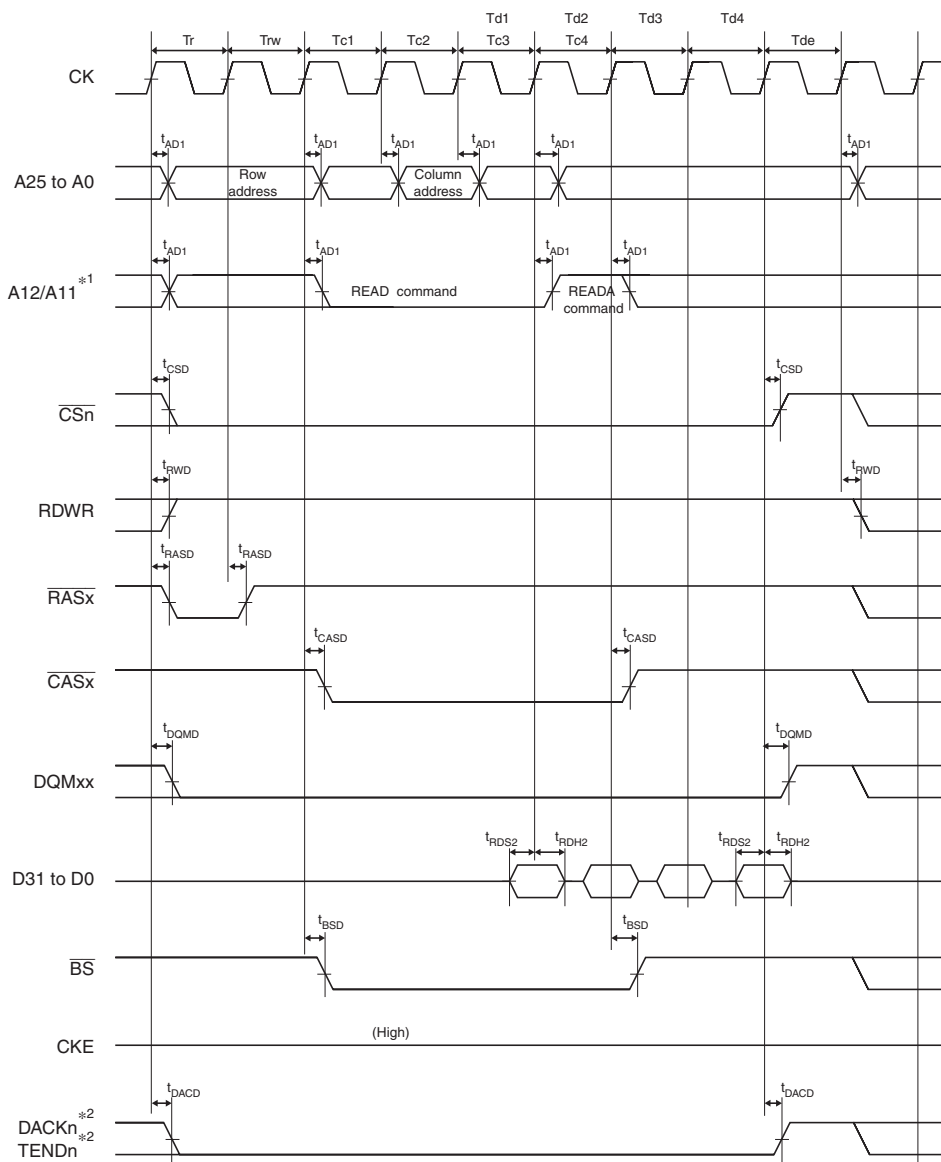 Td1 Td2 Td3 Td4
Tr Trw Tc1 Tc2 Tc3 Tc4 Tde
CK
tAD1 tAD1 tAD1 tAD1 tAD1 tAD1
A25 to A0
Row address
Column address
tAD1 tAD1 tAD1 tAD1
A12/A11*1
READ command
READA command
tCSD tCSD
CSn
tRWD tRWD
RDWR
tRASD tRASD
RASx
tCASD tCASD
CASx
tDQMD tDQMD
DQMxx
tRDS2 tRDH2 tRDS2 tRDH2
D31 to D0
tBSD tBSD
BS
(High)
CKE
tDACD tDACD
DACKn*2
TENDn*2